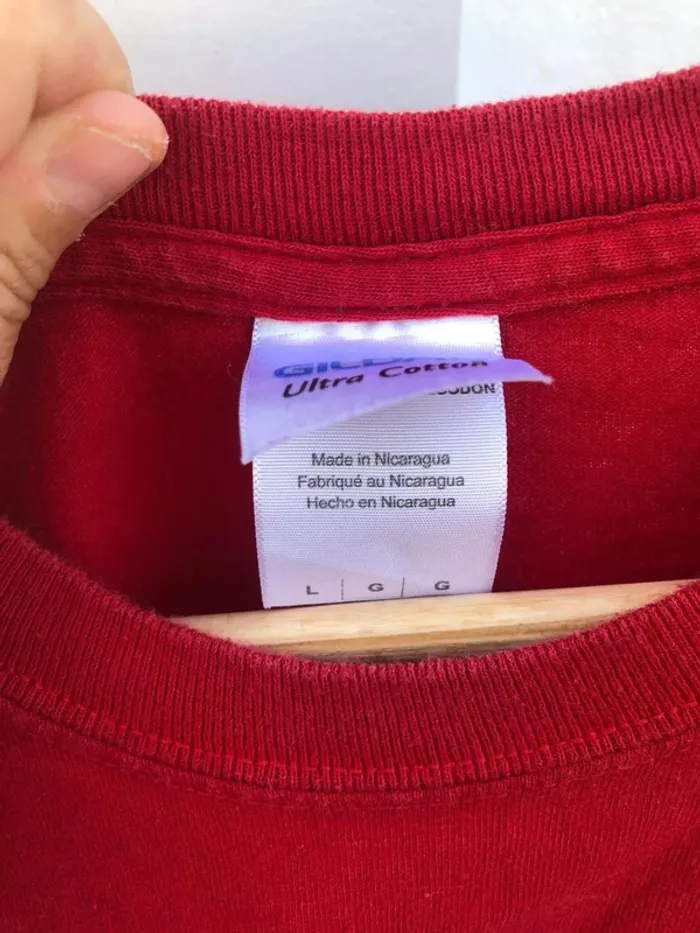 Ultra Cotton
Made in Nicaragua
Fabriqué au Nicaragua
Hecho en Nicaragua
L | G | G